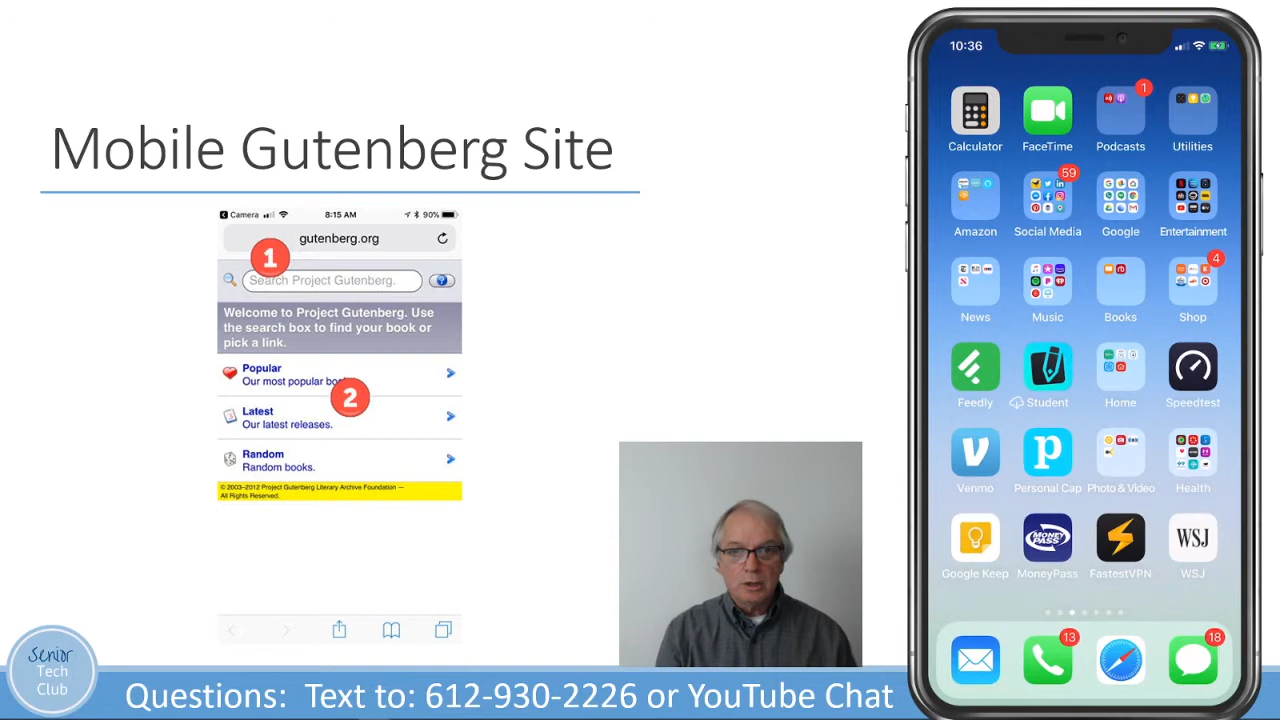 Mobile Gutenberg Site
Camera 8:15 AM 90%
gutenberg.org
1
Search Project Gutenberg.
?
Welcome to Project Gutenberg. Use
the search box to find your book or
pick a link.
Popular
Our most popular bo
2
Latest
Our latest releases.
Random
Random books.
© 2003–2012 Project Gutenberg Literary Archive Foundation —
All Rights Reserved.
10:36
1
Calculator FaceTime Podcasts Utilities
59
Amazon Social Media Google Entertainment
4
News Music Books Shop
Feedly Student Home Speedtest
Venmo Personal Cap Photo & Video Health
MONEY
PASS
WSJ
Google Keep MoneyPass FastestVPN WSJ
13 18
Senior
Tech
Club
Questions: Text to: 612-930-2226 or YouTube Chat